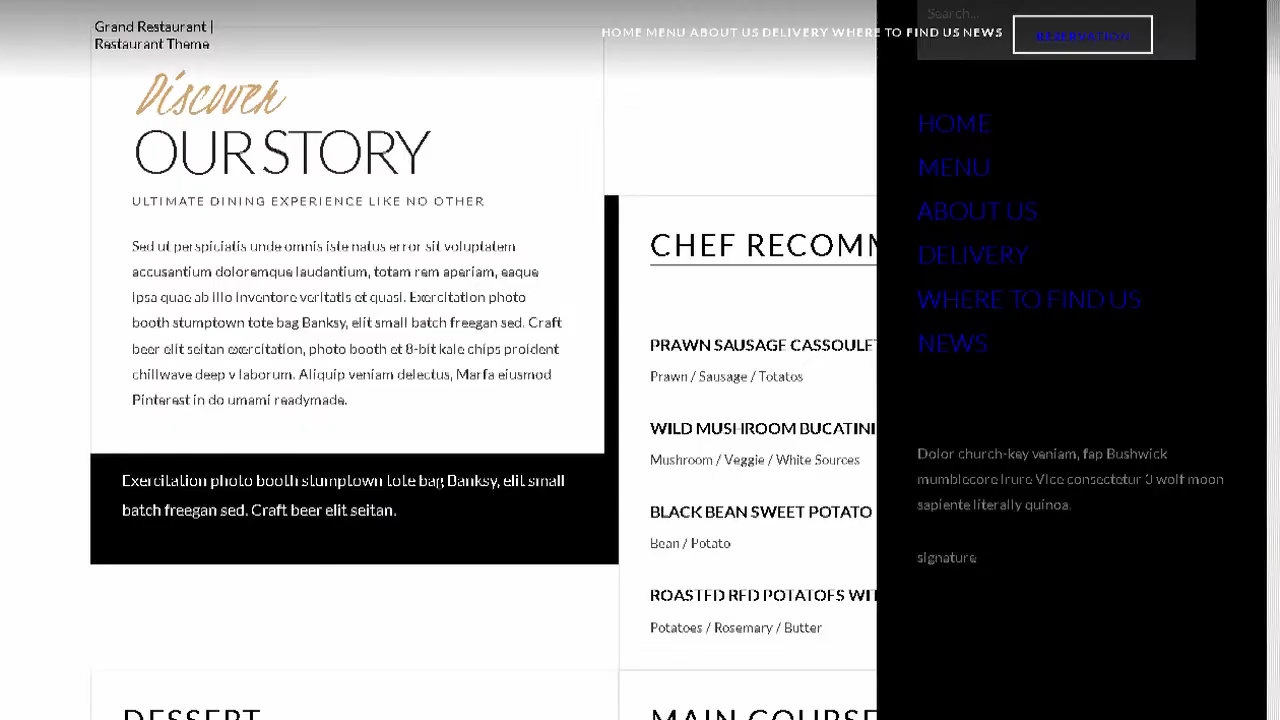 Grand Restaurant |
Restaurant Theme
HOME MENU ABOUT US DELIVERY WHERE TO FIND US NEWS
Search...
RESERVATION
Discover
OUR STORY
ULTIMATE DINING EXPERIENCE LIKE NO OTHER
Sed ut perspiciatis unde omnis iste natus error sit voluptatem
accusantium doloremque laudantium, totam rem aperiam, eaque
ipsa quae ab illo inventore veritatis et quasi. Exercitation photo
booth stumptown tote bag Banksy, elit small batch freegan sed. Craft
beer elit seitan exercitation, photo booth et 8-bit kale chips proident
chillwave deep v laborum. Aliquip veniam delectus, Marfa eiusmod
Pinterest in do umami readymade.
Exercitation photo booth stumptown tote bag Banksy, elit small
batch freegan sed. Craft beer elit seitan.
DESSERT
CHEF RECOMM
PRAWN SAUSAGE CASSOULET
Prawn / Sausage / Totatos
WILD MUSHROOM BUCATINI
Mushroom / Veggie / White Sources
BLACK BEAN SWEET POTATO
Bean / Potato
ROASTED RED POTATOES WIT
Potatoes / Rosemary / Butter
MAIN COURSE
HOME
MENU
ABOUT US
DELIVERY
WHERE TO FIND US
NEWS
Dolor church-key veniam, fap Bushwick
mumblecore irure Vice consectetur 3 wolf moon
sapiente literally quinoa.
signature